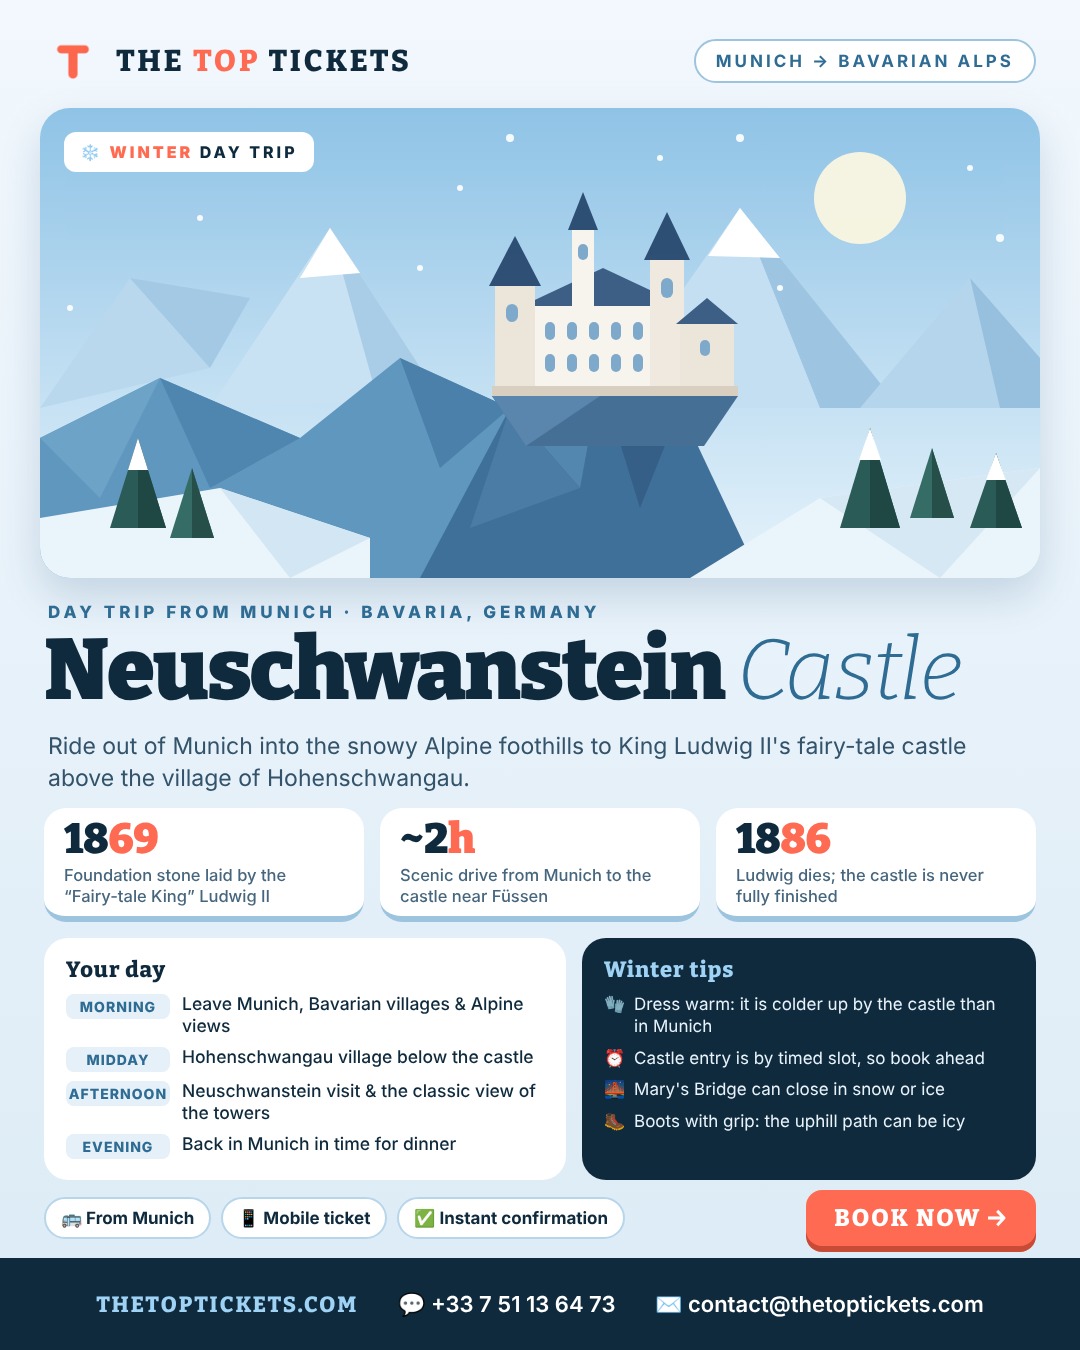 T THE TOP TICKETS
MUNICH → BAVARIAN ALPS
❄️ WINTER DAY TRIP
DAY TRIP FROM MUNICH · BAVARIA, GERMANY
Neuschwanstein Castle
Ride out of Munich into the snowy Alpine foothills to King Ludwig II's fairy-tale castle
above the village of Hohenschwangau.
1869
Foundation stone laid by the
“Fairy-tale King” Ludwig II
~2h
Scenic drive from Munich to the
castle near Füssen
1886
Ludwig dies; the castle is never
fully finished
Your day
MORNING Leave Munich, Bavarian villages & Alpine
views
MIDDAY Hohenschwangau village below the castle
AFTERNOON Neuschwanstein visit & the classic view of
the towers
EVENING Back in Munich in time for dinner
Winter tips
🧤 Dress warm: it is colder up by the castle than
in Munich
⏰ Castle entry is by timed slot, so book ahead
🌉 Mary's Bridge can close in snow or ice
🥾 Boots with grip: the uphill path can be icy
🚌 From Munich
📱 Mobile ticket
✅ Instant confirmation
BOOK NOW →
THETOPTICKETS.COM
💬 +33 7 51 13 64 73
✉️ contact@thetoptickets.com